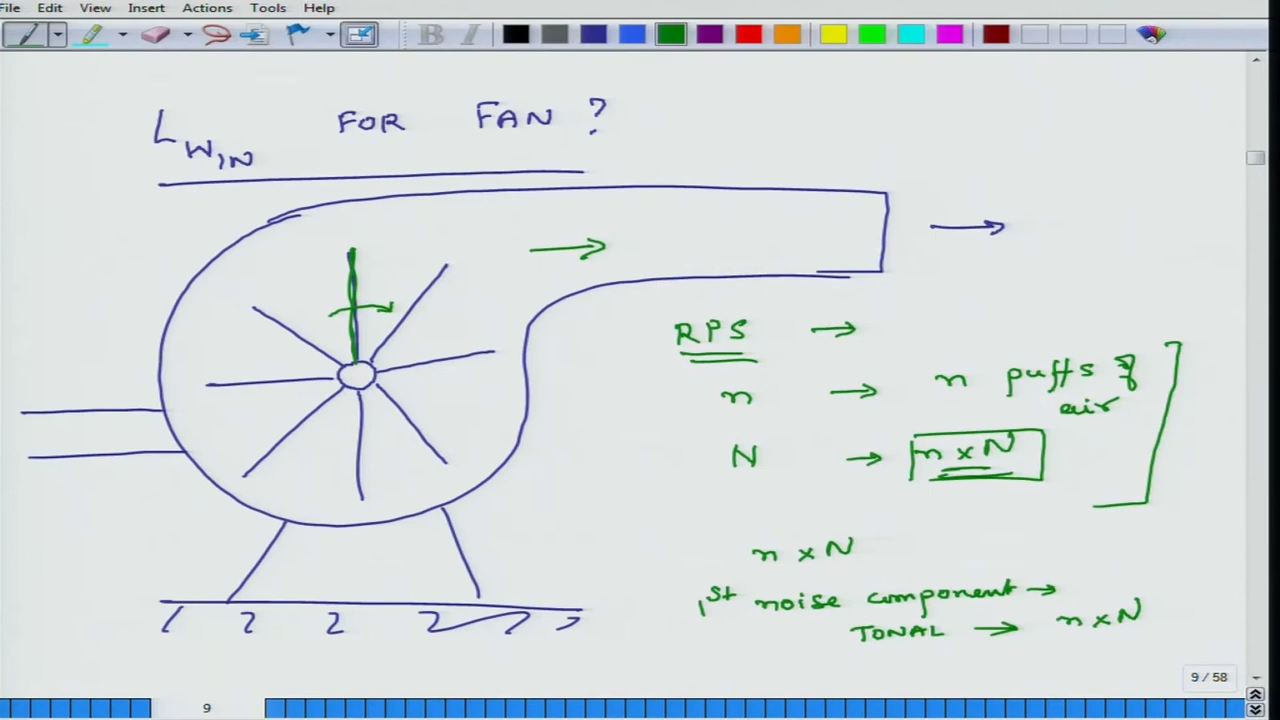 File Edit View Insert Actions Tools Help
B I
LW,IN FOR FAN ?
RPS →
n → n puffs of
air
N → n × N
n × N
1st noise component →
TONAL → n × N
9 / 58
9